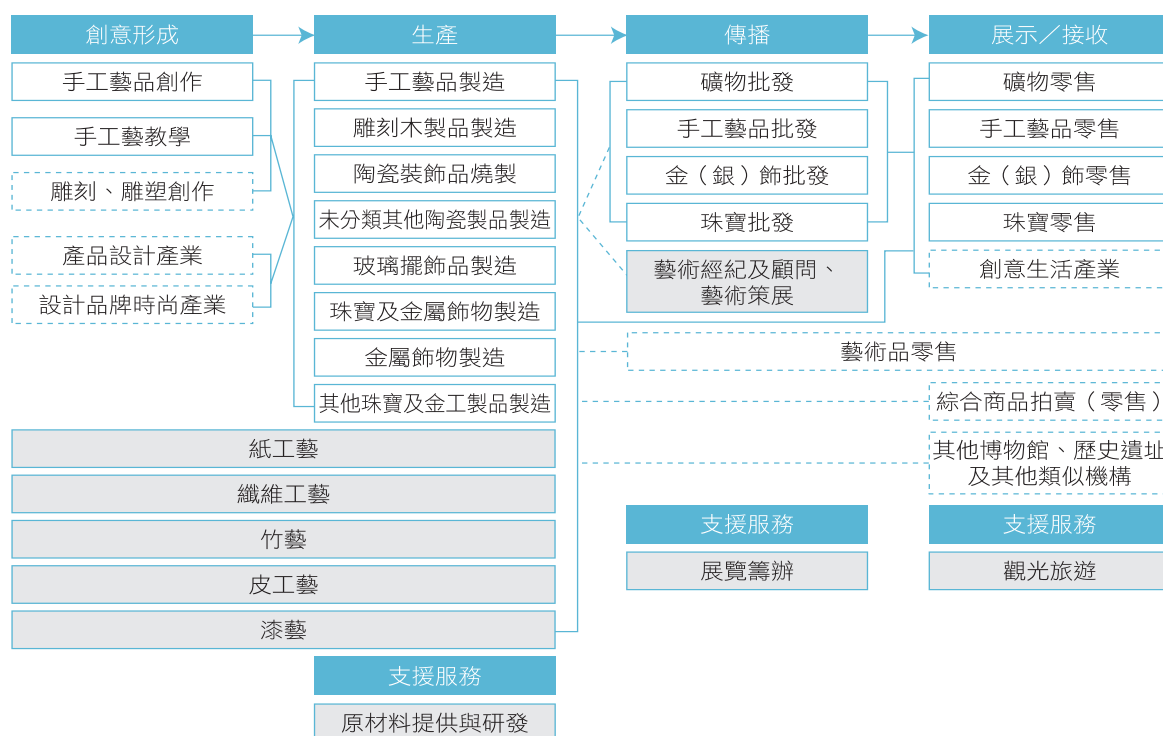 創意形成
手工藝品創作
手工藝教學
雕刻、雕塑創作
產品設計產業
設計品牌時尚產業
生產
手工藝品製造
雕刻木製品製造
陶瓷裝飾品燒製
未分類其他陶瓷製品製造
玻璃擺飾品製造
珠寶及金屬飾物製造
金屬飾物製造
其他珠寶及金工製品製造
紙工藝
纖維工藝
竹藝
皮工藝
漆藝
支援服務
原材料提供與研發
傳播
礦物批發
手工藝品批發
金（銀）飾批發
珠寶批發
藝術經紀及顧問、
藝術策展
藝術品零售
支援服務
展覽籌辦
展示／接收
礦物零售
手工藝品零售
金（銀）飾零售
珠寶零售
創意生活產業
綜合商品拍賣（零售）
其他博物館、歷史遺址
及其他類似機構
支援服務
觀光旅遊